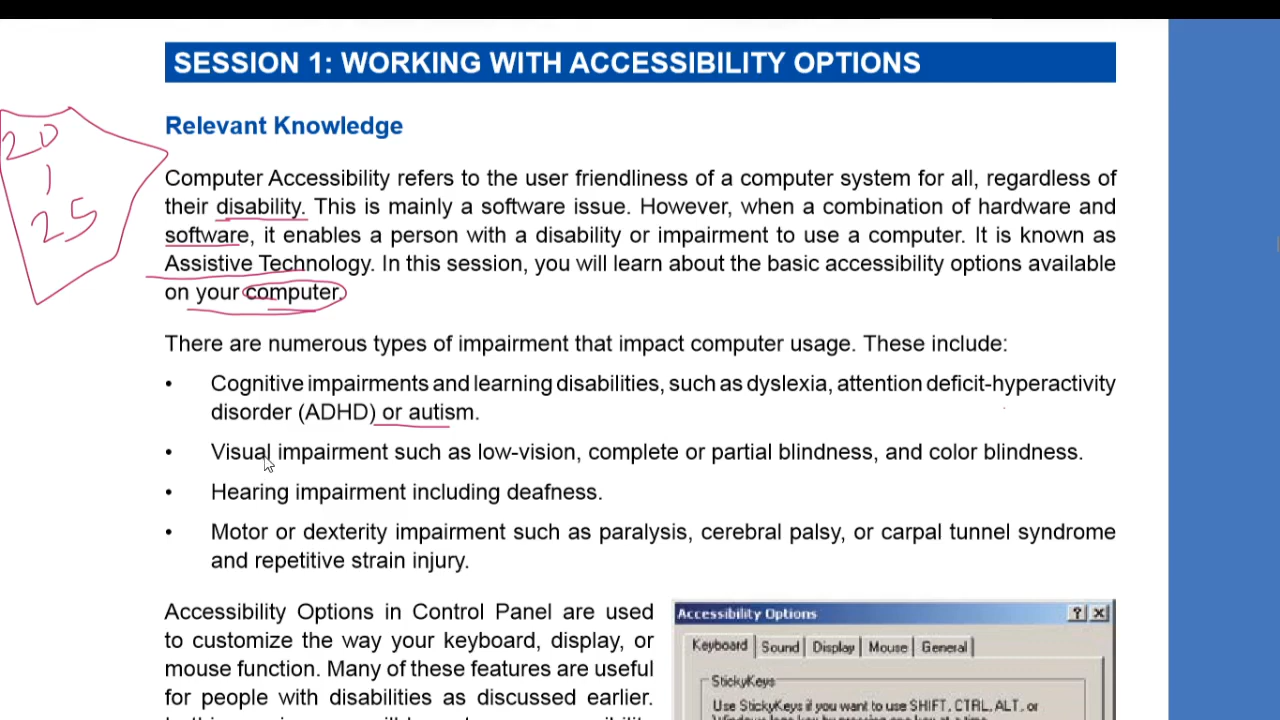 SESSION 1: WORKING WITH ACCESSIBILITY OPTIONS
Relevant Knowledge
20
1
25
Computer Accessibility refers to the user friendliness of a computer system for all, regardless of
their disability. This is mainly a software issue. However, when a combination of hardware and
software, it enables a person with a disability or impairment to use a computer. It is known as
Assistive Technology. In this session, you will learn about the basic accessibility options available
on your computer.
There are numerous types of impairment that impact computer usage. These include:
• Cognitive impairments and learning disabilities, such as dyslexia, attention deficit-hyperactivity
disorder (ADHD) or autism.
• Visual impairment such as low-vision, complete or partial blindness, and color blindness.
• Hearing impairment including deafness.
• Motor or dexterity impairment such as paralysis, cerebral palsy, or carpal tunnel syndrome
and repetitive strain injury.
Accessibility Options in Control Panel are used
to customize the way your keyboard, display, or
mouse function. Many of these features are useful
for people with disabilities as discussed earlier.
Accessibility Options
Keyboard Sound Display Mouse General
StickyKeys
Use StickyKeys if you want to use SHIFT, CTRL, ALT, or